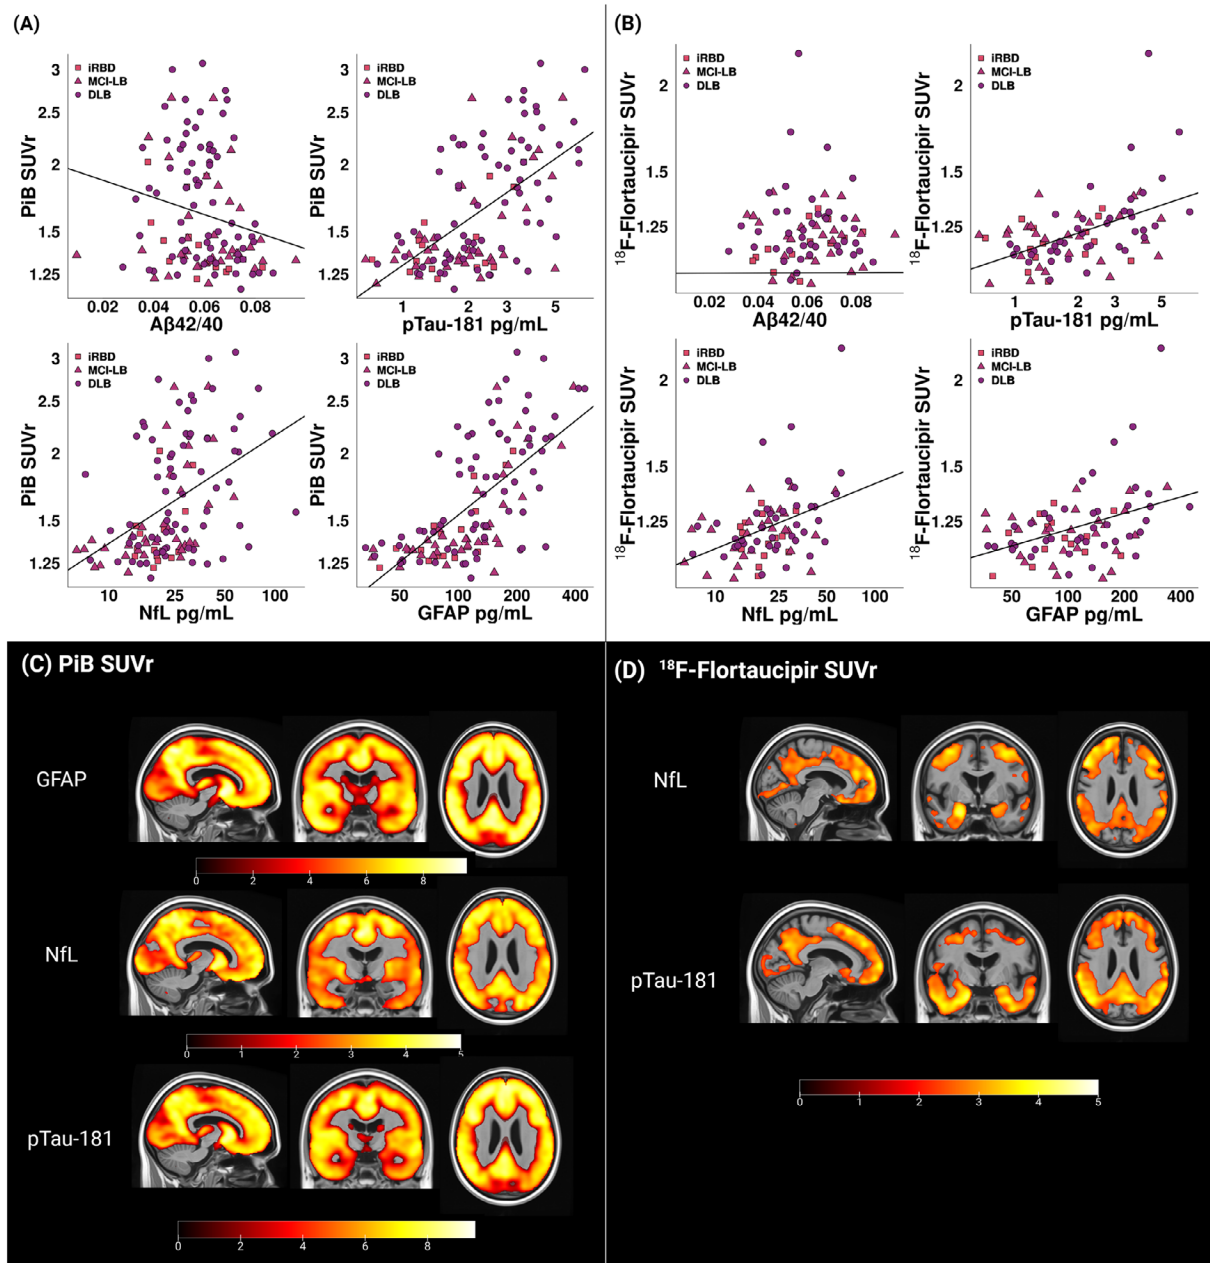 (A)
PiB SUVr
3
2.5
2
1.5
1.25
iRBD
MCI-LB
DLB
0.02 0.04 0.06 0.08
Aβ42/40
PiB SUVr
3
2.5
2
1.5
1.25
iRBD
MCI-LB
DLB
1 2 3 5
pTau-181 pg/mL
PiB SUVr
3
2.5
2
1.5
1.25
iRBD
MCI-LB
DLB
10 25 50 100
NfL pg/mL
PiB SUVr
3
2.5
2
1.5
1.25
iRBD
MCI-LB
DLB
50 100 200 400
GFAP pg/mL
(B)
¹⁸F-Flortaucipir SUVr
2
1.5
1.25
iRBD
MCI-LB
DLB
0.02 0.04 0.06 0.08
Aβ42/40
¹⁸F-Flortaucipir SUVr
2
1.5
1.25
iRBD
MCI-LB
DLB
1 2 3 5
pTau-181 pg/mL
¹⁸F-Flortaucipir SUVr
2
1.5
1.25
iRBD
MCI-LB
DLB
10 25 50 100
NfL pg/mL
¹⁸F-Flortaucipir SUVr
2
1.5
1.25
iRBD
MCI-LB
DLB
50 100 200 400
GFAP pg/mL
(C) PiB SUVr
GFAP
0 2 4 6 8
NfL
0 1 2 3 4 5
pTau-181
0 2 4 6 8
(D) ¹⁸F-Flortaucipir SUVr
NfL
pTau-181
0 1 2 3 4 5